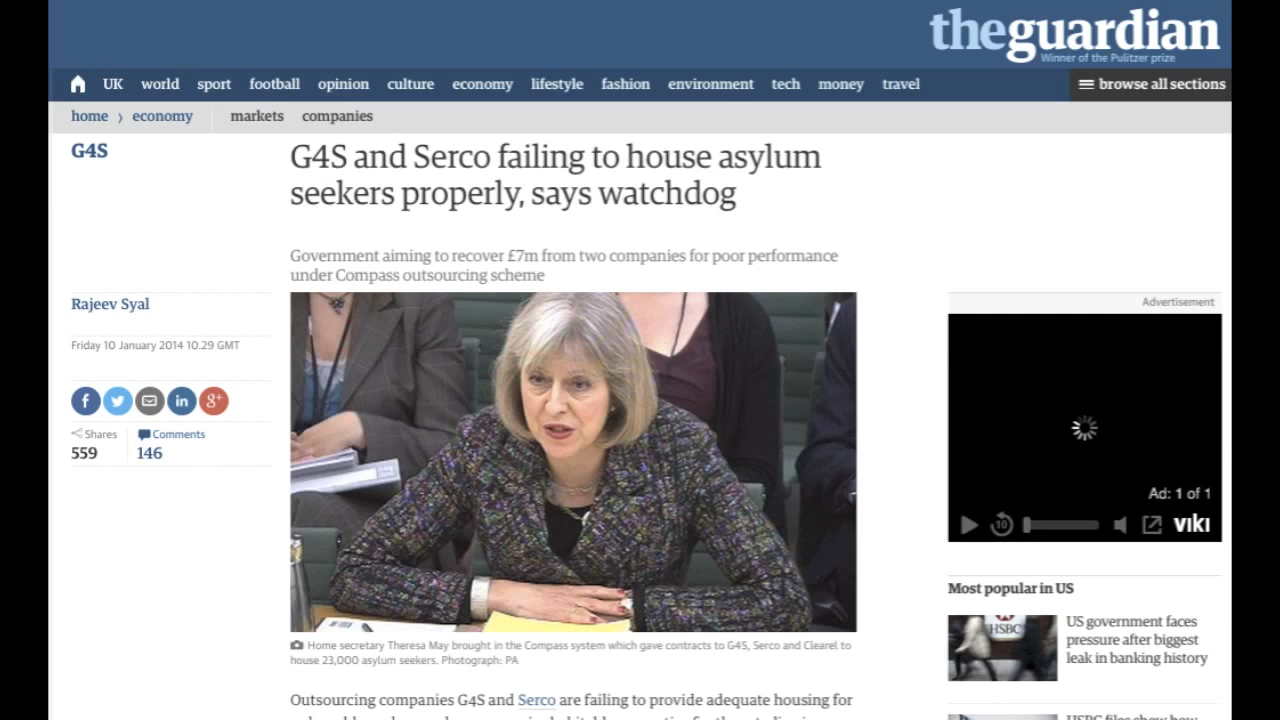 theguardian
Winner of the Pulitzer prize
UK world sport football opinion culture economy lifestyle fashion environment tech money travel browse all sections
home › economy markets companies
G4S
G4S and Serco failing to house asylum
seekers properly, says watchdog
Government aiming to recover £7m from two companies for poor performance
under Compass outsourcing scheme
Rajeev Syal
Friday 10 January 2014 10.29 GMT
Shares
559
Comments
146
Home secretary Theresa May brought in the Compass system which gave contracts to G4S, Serco and Clearel to
house 23,000 asylum seekers. Photograph: PA
Outsourcing companies G4S and Serco are failing to provide adequate housing for
Advertisement
Ad: 1 of 1
10
viki
Most popular in US
HSBC
US government faces
pressure after biggest
leak in banking history
HSBC files show how